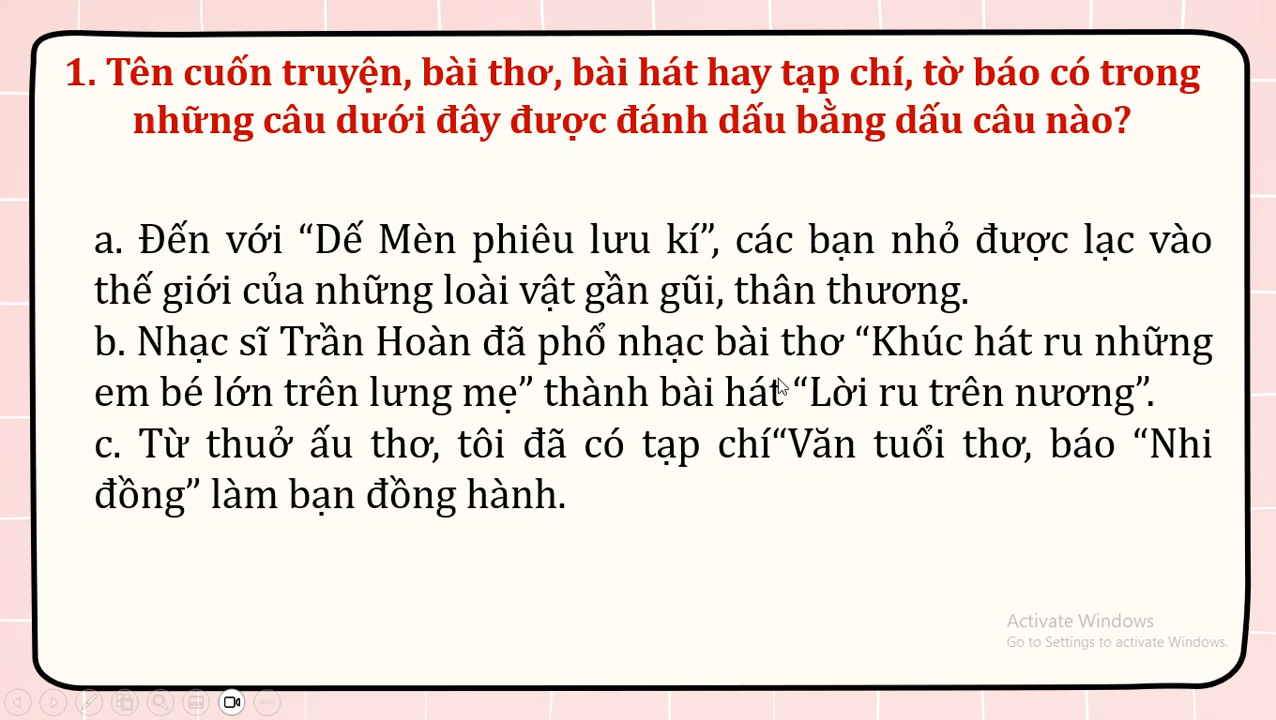 1. Tên cuốn truyện, bài thơ, bài hát hay tạp chí, tờ báo có trong
những câu dưới đây được đánh dấu bằng dấu câu nào?
a. Đến với “Dế Mèn phiêu lưu kí”, các bạn nhỏ được lạc vào
thế giới của những loài vật gần gũi, thân thương.
b. Nhạc sĩ Trần Hoàn đã phổ nhạc bài thơ “Khúc hát ru những
em bé lớn trên lưng mẹ” thành bài hát “Lời ru trên nương”.
c. Từ thuở ấu thơ, tôi đã có tạp chí“Văn tuổi thơ, báo “Nhi
đồng” làm bạn đồng hành.
Activate Windows
Go to Settings to activate Windows.